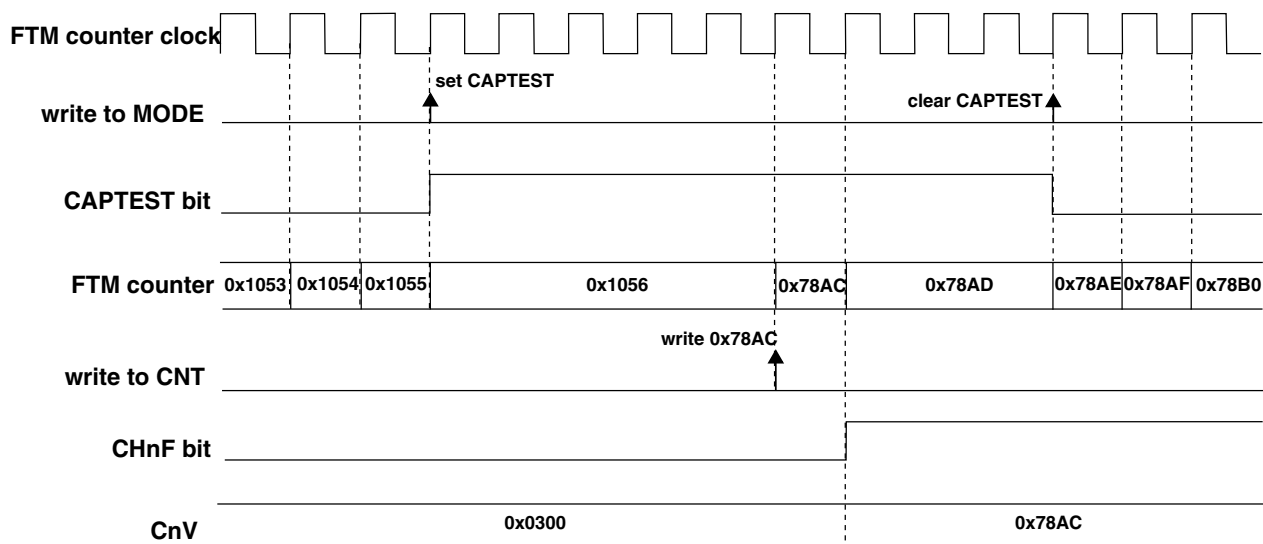 FTM counter clock
set CAPTEST
clear CAPTEST
write to MODE
CAPTEST bit
FTM counter 0x1053 0x1054 0x1055 0x1056 0x78AC 0x78AD 0x78AE 0x78AF 0x78B0
write 0x78AC
write to CNT
CHnF bit
CnV 0x0300 0x78AC